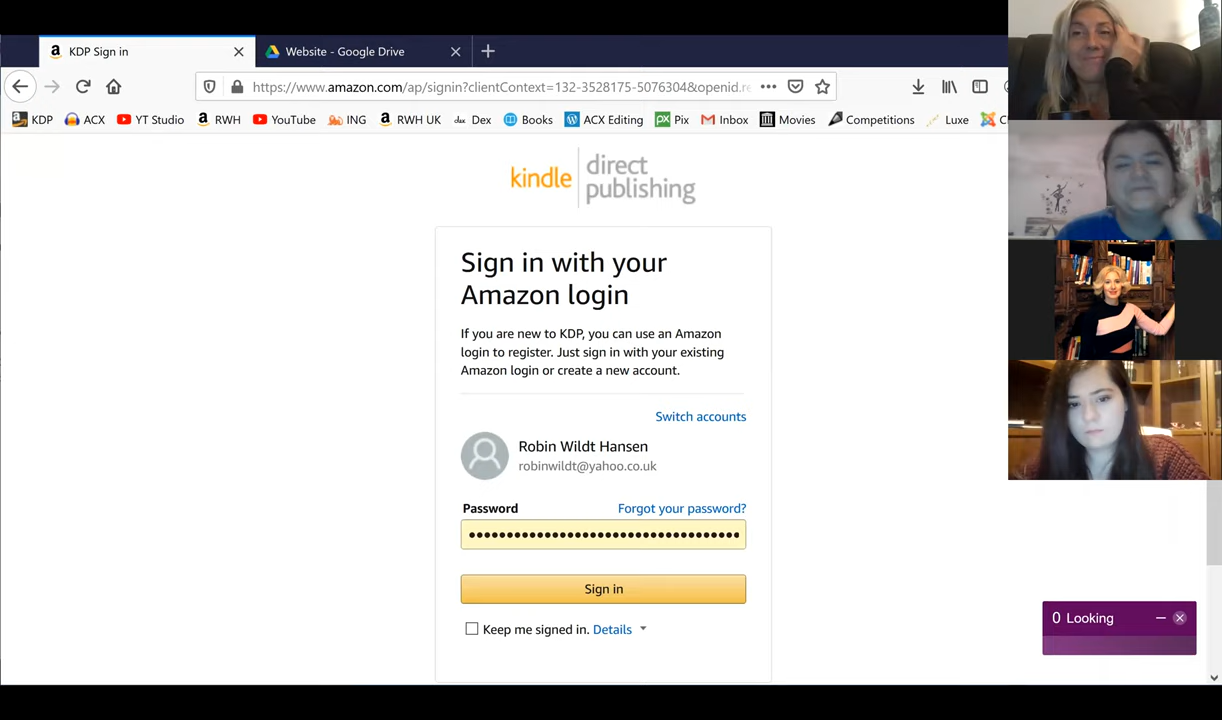 KDP Sign in
Website - Google Drive
https://www.amazon.com/ap/signin?clientContext=132-3528175-5076304&openid.re
KDP ACX YT Studio RWH YouTube ING RWH UK dex Dex Books ACX Editing PX Pix Inbox Movies Competitions Luxe C
kindle direct publishing
Sign in with your
Amazon login
If you are new to KDP, you can use an Amazon
login to register. Just sign in with your existing
Amazon login or create a new account.
Switch accounts
Robin Wildt Hansen
robinwildt@yahoo.co.uk
Password Forgot your password?
Sign in
Keep me signed in. Details
0 Looking